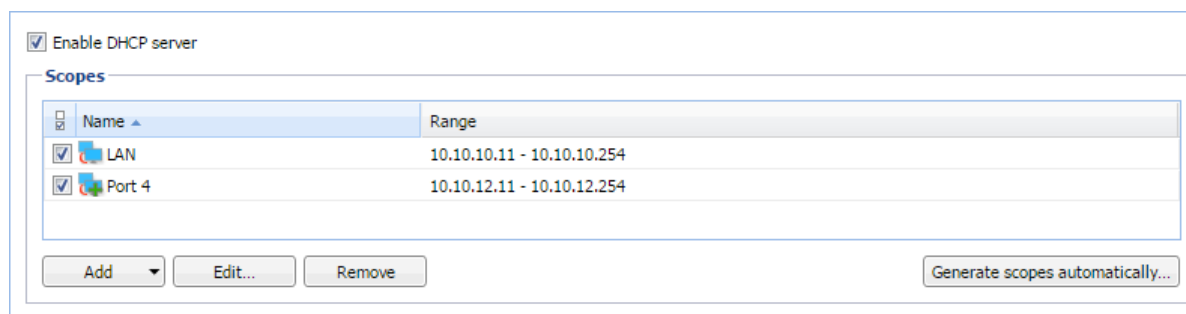 Enable DHCP server
Scopes
Name Range
LAN 10.10.10.11 - 10.10.10.254
Port 4 10.10.12.11 - 10.10.12.254
Add Edit... Remove Generate scopes automatically...